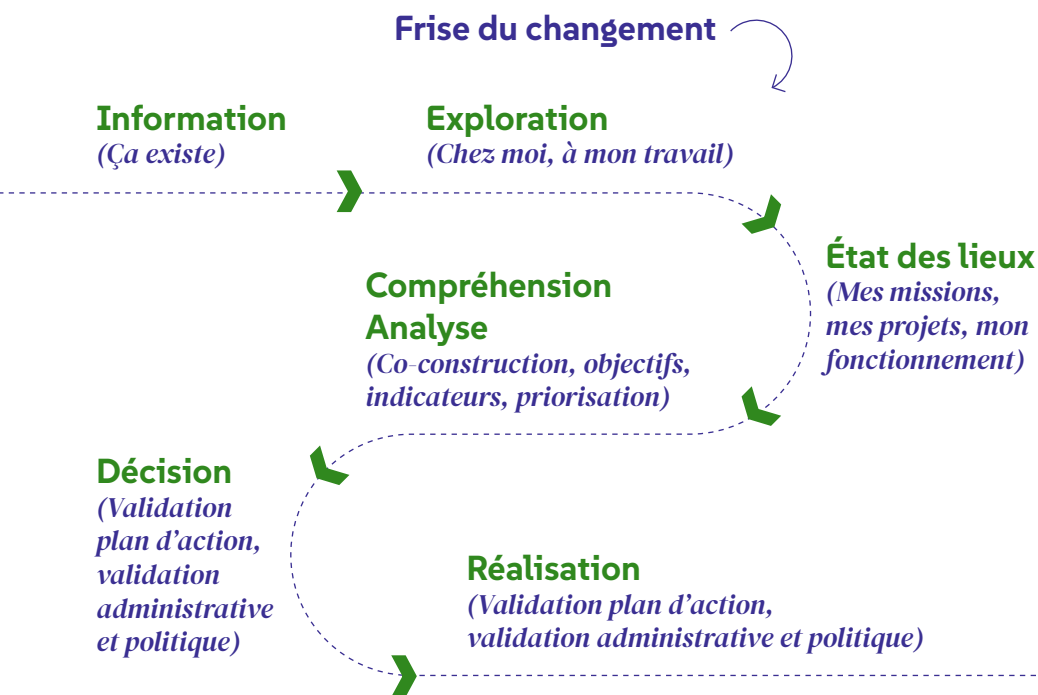 Frise du changement
Information
(Ça existe)
Exploration
(Chez moi, à mon travail)
État des lieux
(Mes missions,
mes projets, mon
fonctionnement)
Compréhension
Analyse
(Co-construction, objectifs,
indicateurs, priorisation)
Décision
(Validation
plan d’action,
validation
administrative
et politique)
Réalisation
(Validation plan d’action,
validation administrative et politique)